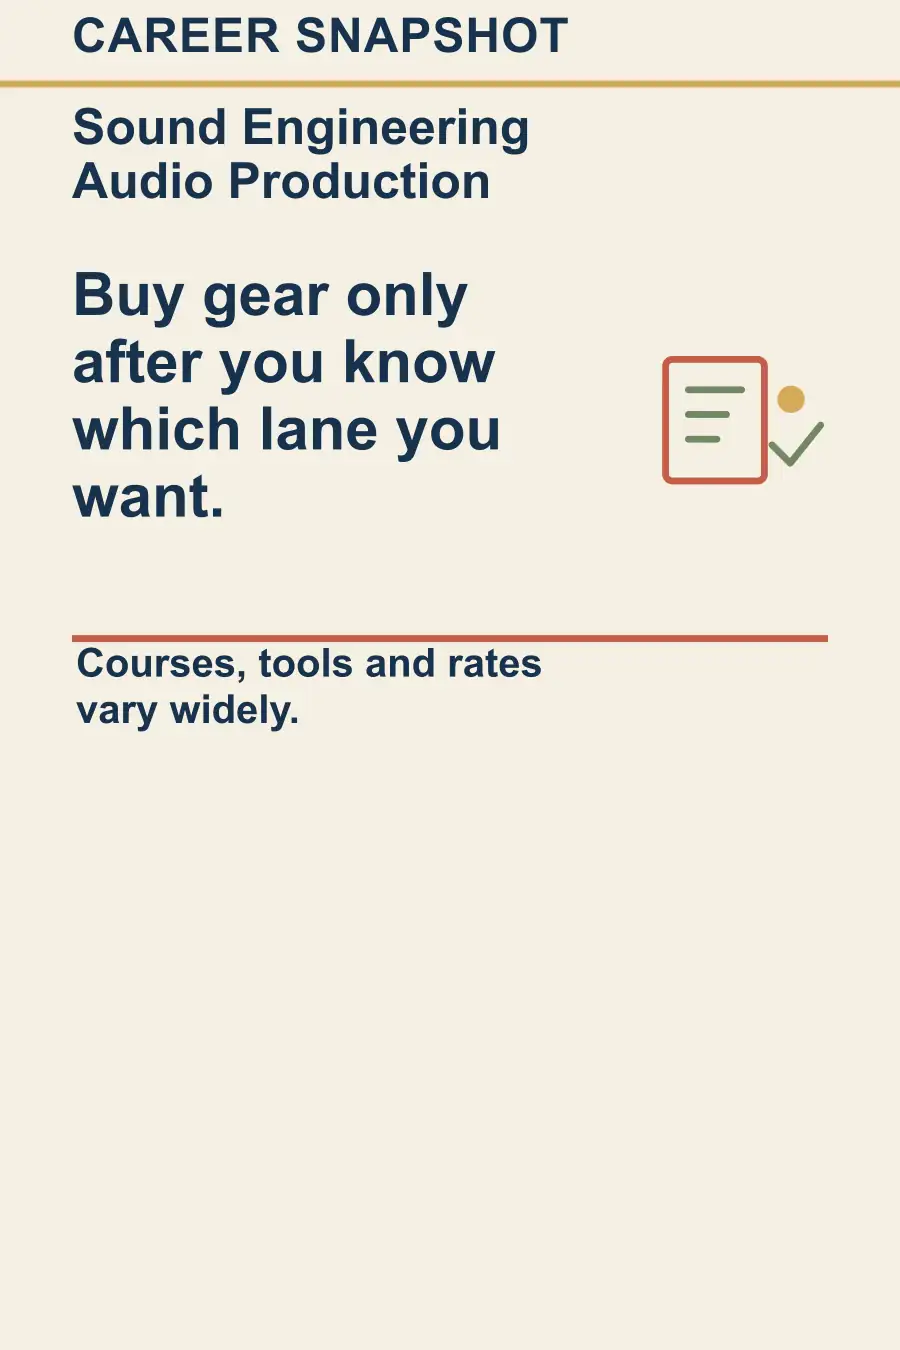 CAREER SNAPSHOT
Sound Engineering
Audio Production
Buy gear only
after you know
which lane you
want.
Courses, tools and rates
vary widely.